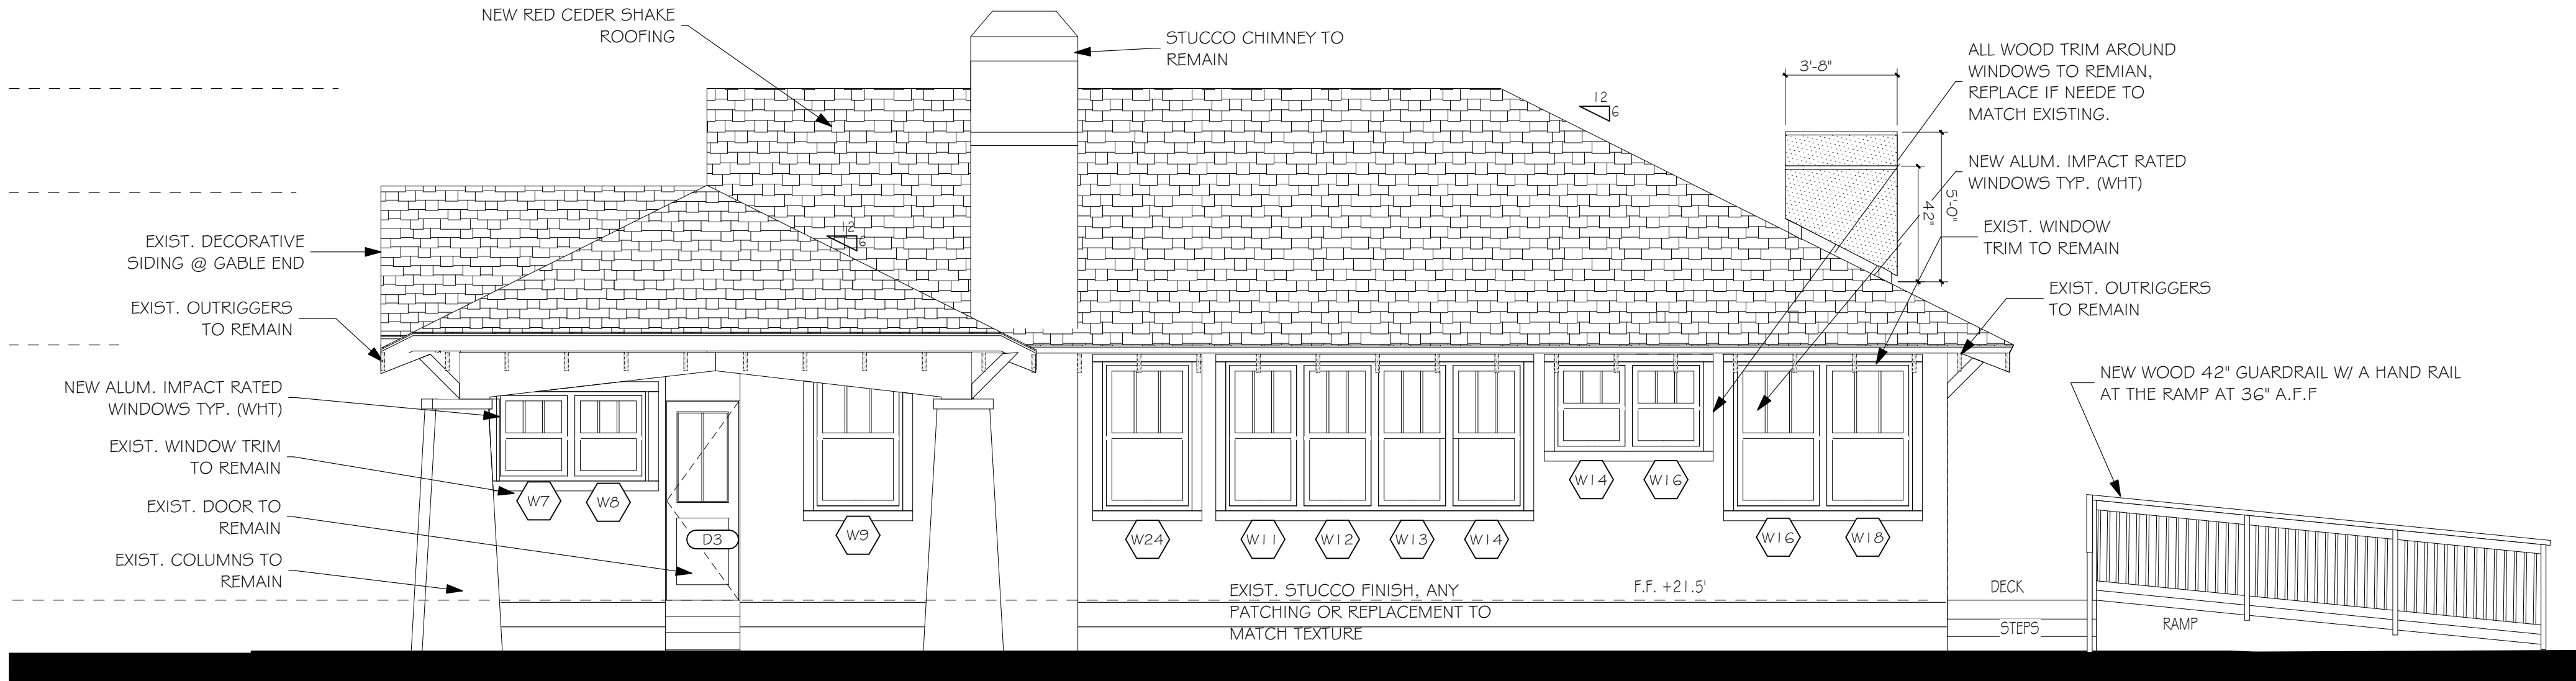 NEW RED CEDER SHAKE
ROOFING
STUCCO CHIMNEY TO
REMAIN
3'-8"
12
6
ALL WOOD TRIM AROUND
WINDOWS TO REMIAN,
REPLACE IF NEEDE TO
MATCH EXISTING.
NEW ALUM. IMPACT RATED
WINDOWS TYP. (WHT)
5'-0"
42"
EXIST. WINDOW
TRIM TO REMAIN
EXIST. OUTRIGGERS
TO REMAIN
NEW WOOD 42" GUARDRAIL W/ A HAND RAIL
AT THE RAMP AT 36" A.F.F
12
6
EXIST. DECORATIVE
SIDING @ GABLE END
EXIST. OUTRIGGERS
TO REMAIN
NEW ALUM. IMPACT RATED
WINDOWS TYP. (WHT)
EXIST. WINDOW TRIM
TO REMAIN
EXIST. DOOR TO
REMAIN
EXIST. COLUMNS TO
REMAIN
W7
W8
D3
W9
W24
W11
W12
W13
W14
W14
W16
W16
W18
EXIST. STUCCO FINISH, ANY
PATCHING OR REPLACEMENT TO
MATCH TEXTURE
F.F. +21.5'
DECK
STEPS
RAMP